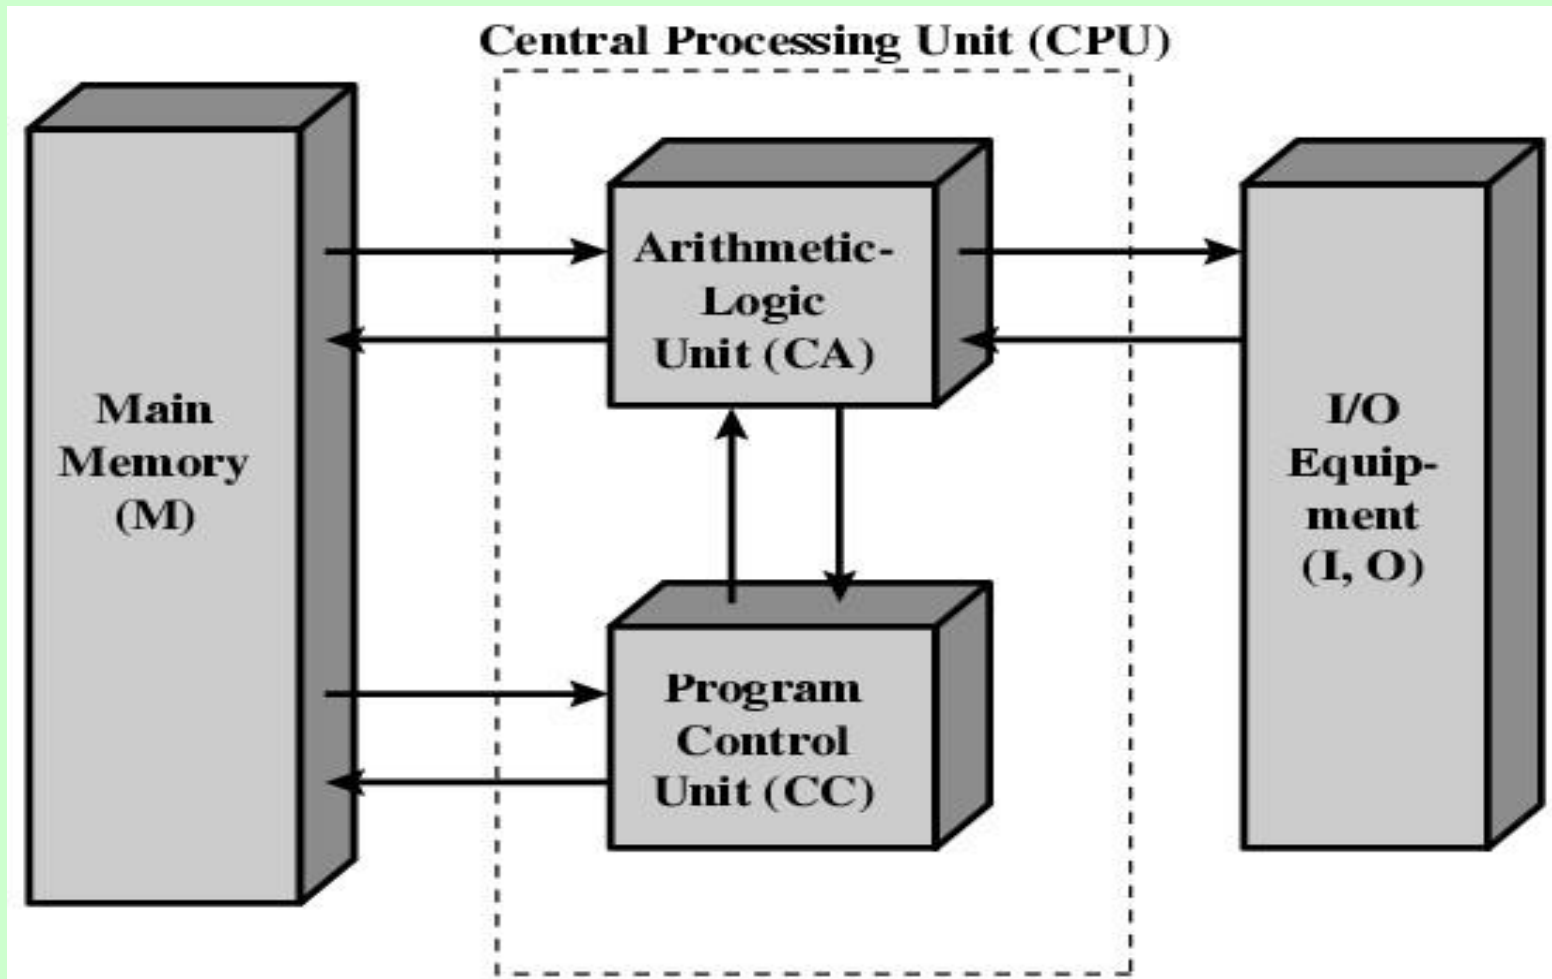 Central Processing Unit (CPU)
Main
Memory
(M)
Arithmetic-
Logic
Unit (CA)
Program
Control
Unit (CC)
I/O
Equip-
ment
(I, O)